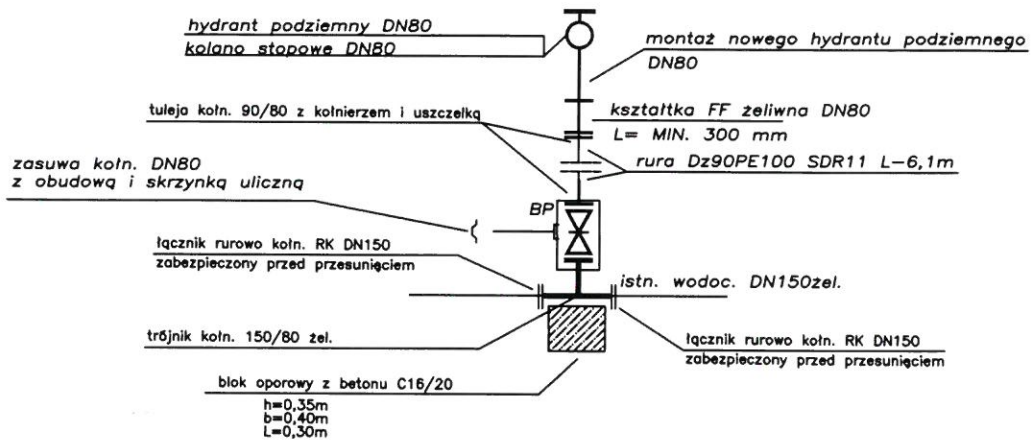 hydrant podziemny DN80
kolano stopowe DN80
montaż nowego hydrantu podziemnego
DN80
tuleja kołn. 90/80 z kołnierzem i uszczelką
kształtka FF żeliwna DN80
L= MIN. 300 mm
zasuwa kołn. DN80
z obudową i skrzynką uliczną
rura Dz90PE100 SDR11 L-6,1m
BP
łącznik rurowo kołn. RK DN150
zabezpieczony przed przesunięciem
istn. wodoc. DN150żel.
trójnik kołn. 150/80 żel.
łącznik rurowo kołn. RK DN150
zabezpieczony przed przesunięciem
blok oporowy z betonu C16/20
h=0,35m
b=0,40m
L=0,30m